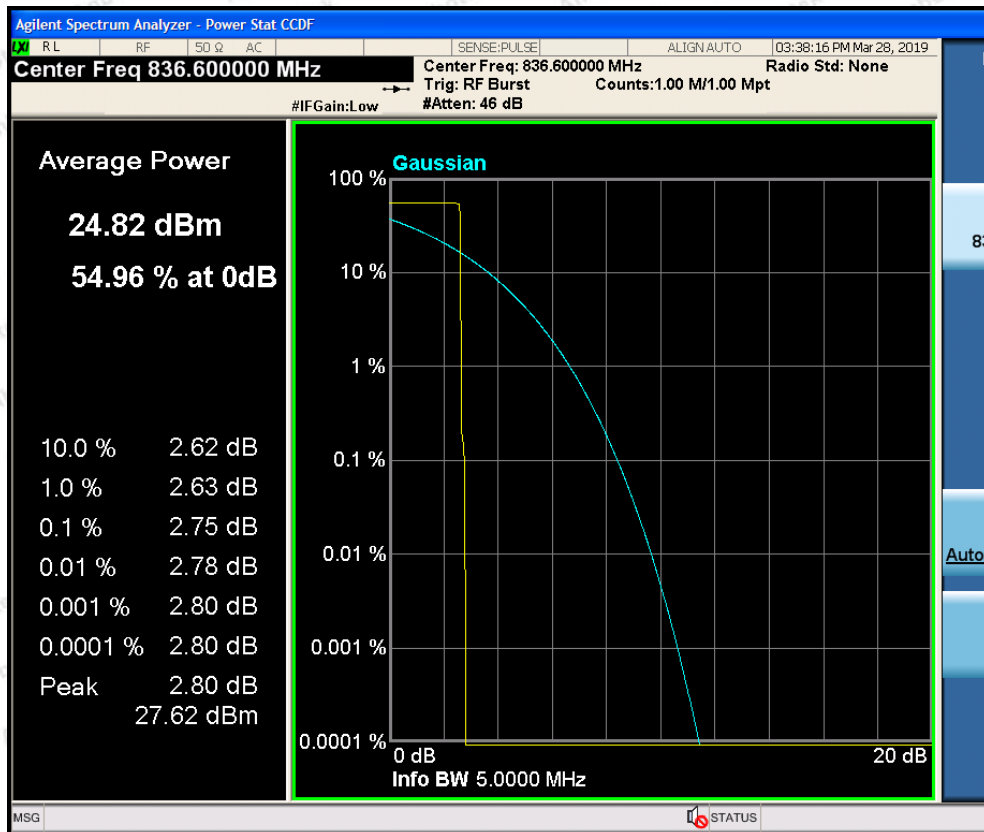 Agilent Spectrum Analyzer - Power Stat CCDF
LXI RL RF 50 Ω AC SENSE:PULSE ALIGN AUTO 03:38:16 PM Mar 28, 2019
Center Freq 836.600000 MHz
Center Freq: 836.600000 MHz Radio Std: None
Trig: RF Burst Counts:1.00 M/1.00 Mpt
#IFGain:Low #Atten: 46 dB
Average Power
24.82 dBm
54.96 % at 0dB
10.0 % 2.62 dB
1.0 % 2.63 dB
0.1 % 2.75 dB
0.01 % 2.78 dB
0.001 % 2.80 dB
0.0001 % 2.80 dB
Peak 2.80 dB
27.62 dBm
Gaussian
100 %
10 %
1 %
0.1 %
0.01 %
0.001 %
0.0001 %
0 dB 20 dB
Info BW 5.0000 MHz
Auto
MSG STATUS